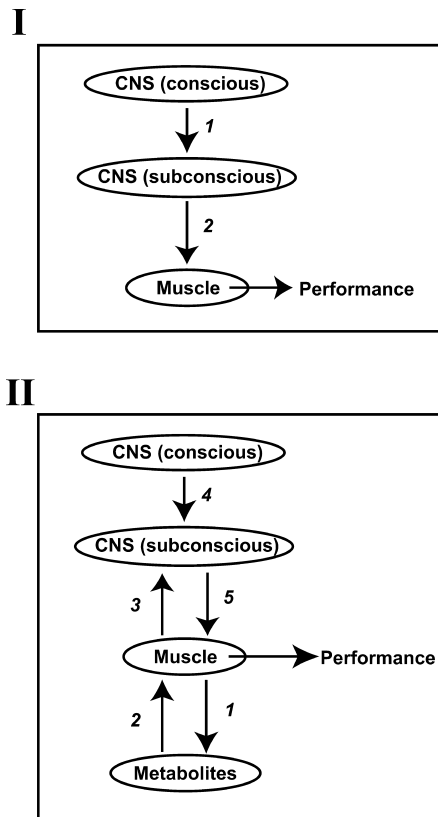 I
CNS (conscious)
1
CNS (subconscious)
2
Muscle
Performance
II
CNS (conscious)
4
CNS (subconscious)
3
5
Muscle
Performance
2
1
Metabolites